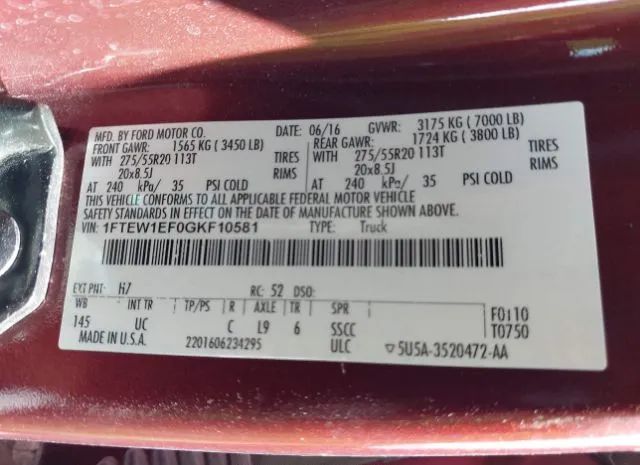 MFD. BY FORD MOTOR CO. DATE: 06/16 GVWR: 3175 KG ( 7000 LB)
FRONT GAWR: 1565 KG ( 3450 LB) REAR GAWR: 1724 KG ( 3800 LB)
WITH 275/55R20 113T TIRES WITH 275/55R20 113T TIRES
20x8.5J RIMS 20x8.5J RIMS
AT 240 kPa/ 35 PSI COLD AT 240 kPa/ 35 PSI COLD
THIS VEHICLE CONFORMS TO ALL APPLICABLE FEDERAL MOTOR VEHICLE
SAFETY STANDARDS IN EFFECT ON THE DATE OF MANUFACTURE SHOWN ABOVE.
VIN: 1FTEW1EF0GKF10581 TYPE: Truck
EXT PNT: H7 RC: 52 DSO:
WB INT TR TP/PS R AXLE TR SPR F0110
145 UC C L9 6 SSCC T0750
MADE IN U.S.A. 2201606234295 ULC ▽5U5A-3520472-AA